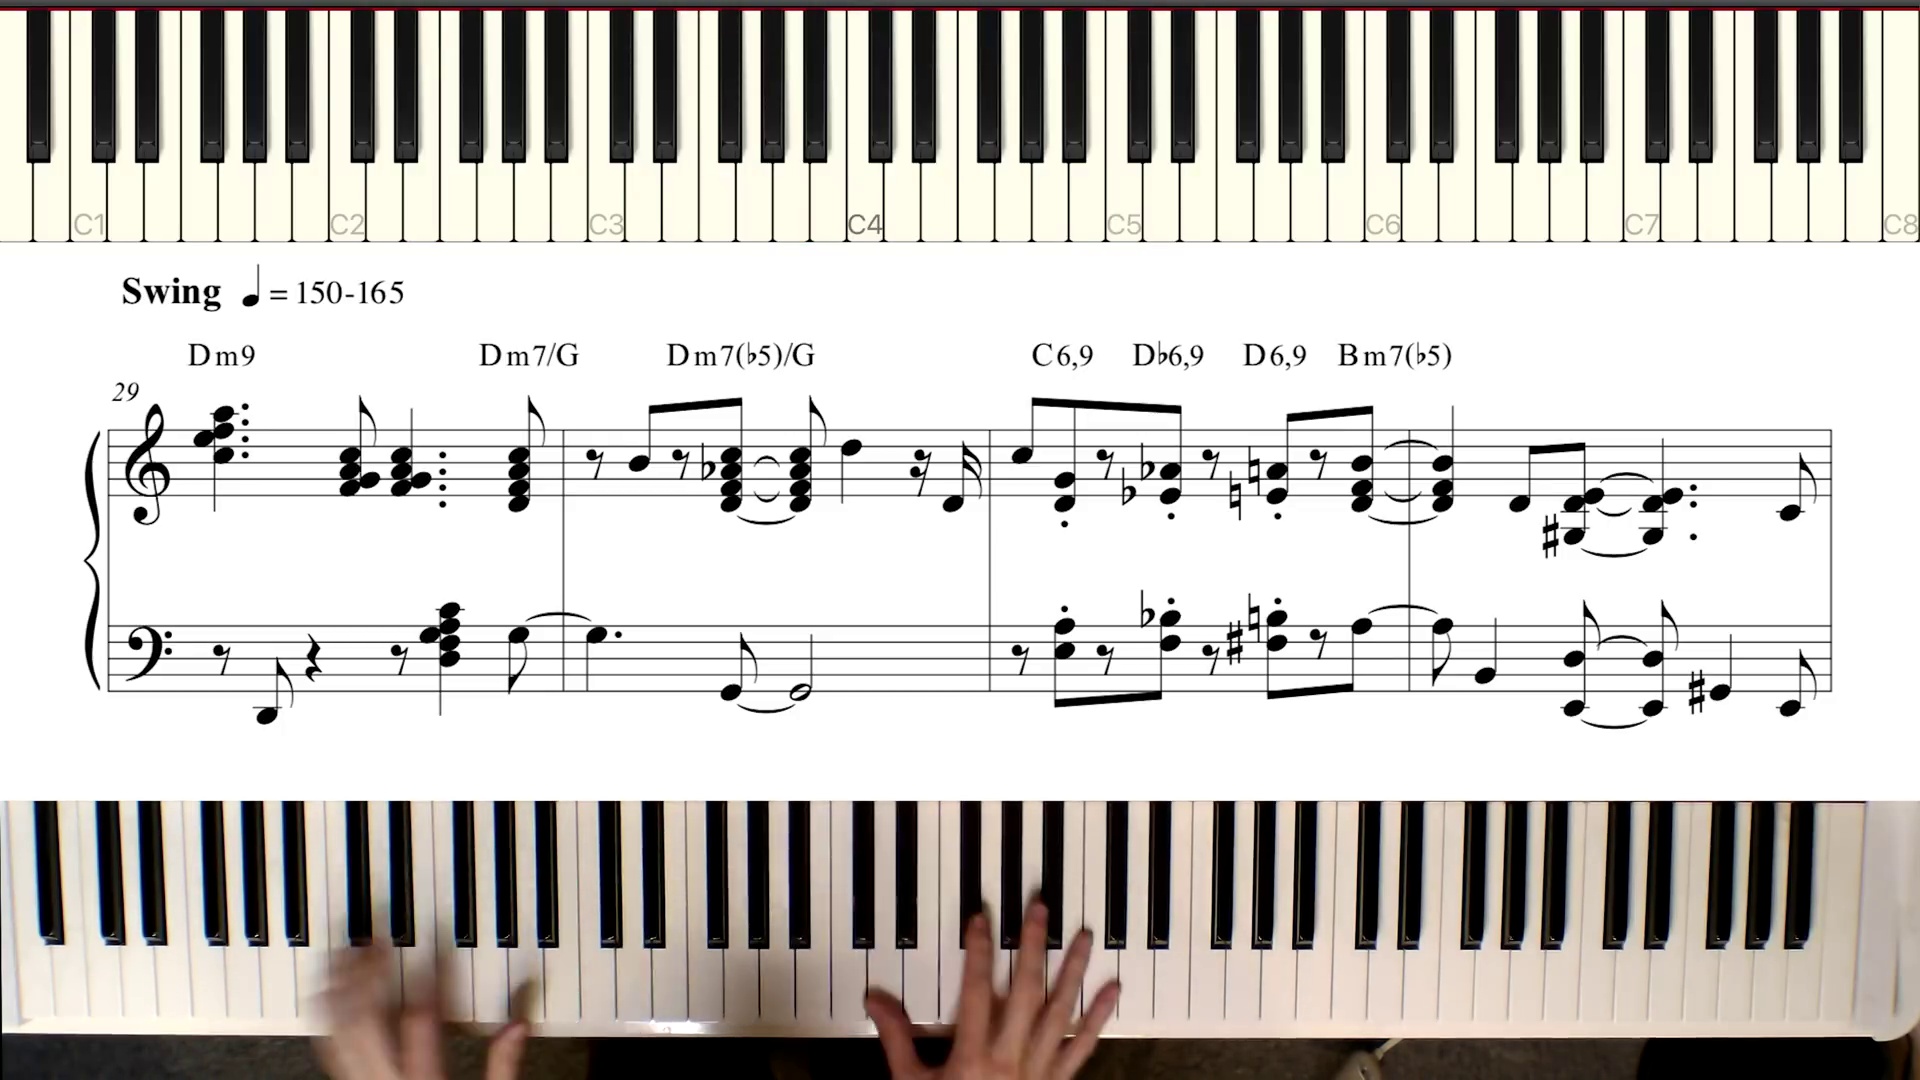 C1 C2 C3 C4 C5 C6 C7 C8
Swing ♩ = 150-165
Dm9 Dm7/G Dm7(♭5)/G C6,9 D♭6,9 D6,9 Bm7(♭5)
29